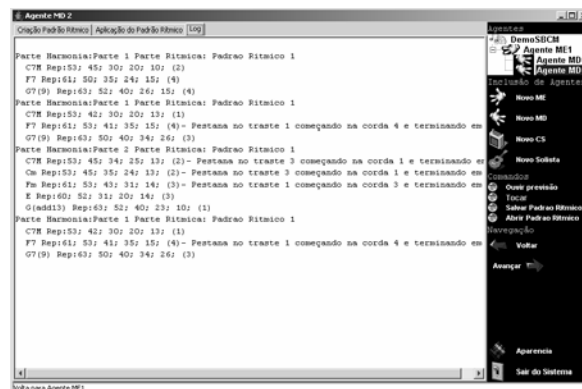 Agente MD 2
Criação Padrão Rítmico Aplicação do Padrão Rítmico Log
Parte Harmonia:Parte 1 Parte Ritmica: Padrao Ritmico 1
C7M Rep:53; 45; 30; 20; 10; (2)
F7 Rep:61; 50; 35; 24; 15; (4)
G7(9) Rep:63; 52; 40; 26; 15; (4)
Parte Harmonia:Parte 1 Parte Ritmica: Padrao Ritmico 1
C7M Rep:53; 42; 30; 20; 13; (1)
F7 Rep:61; 53; 41; 35; 15; (4)- Pestana no traste 1 começando na corda 4 e terminando em
G7(9) Rep:63; 50; 40; 34; 26; (3)
Parte Harmonia:Parte 2 Parte Ritmica: Padrao Ritmico 1
C7M Rep:53; 45; 34; 25; 13; (2)- Pestana no traste 3 começando na corda 1 e terminando em
Cm Rep:53; 45; 35; 24; 13; (2)- Pestana no traste 3 começando na corda 1 e terminando em
Fm Rep:61; 53; 43; 31; 14; (3)- Pestana no traste 1 começando na corda 3 e terminando em
E Rep:60; 52; 31; 20; 14; (3)
G(add13) Rep:63; 52; 40; 23; 10; (1)
Parte Harmonia:Parte 1 Parte Ritmica: Padrao Ritmico 1
C7M Rep:53; 42; 30; 20; 13; (1)
F7 Rep:61; 53; 41; 35; 15; (4)- Pestana no traste 1 começando na corda 4 e terminando em
G7(9) Rep:63; 50; 40; 34; 26; (3)
Volta para Agente ME1
Agentes
DemoSBCM
Agente ME1
Agente MD
Agente MD
Inclusão de Agente
Novo ME
Novo MD
Novo CS
Novo Solista
Comandos
Ouvir previsão
Tocar
Salvar Padrao Rítmico
Abrir Padrao Rítmico
Navegação
Voltar
Avançar
Aparencia
Sair do Sistema